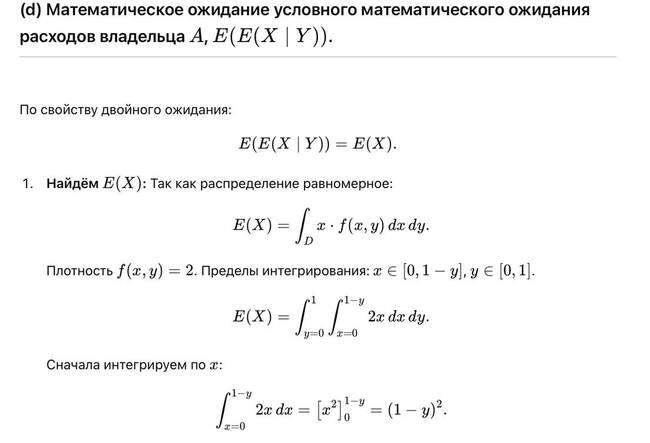 (d) Математическое ожидание условного математического ожидания
расходов владельца A, E(E(X | Y)).
По свойству двойного ожидания:
E(E(X | Y)) = E(X).
1. Найдём E(X): Так как распределение равномерное:
E(X) = ∫_D x · f(x, y) dx dy.
Плотность f(x, y) = 2. Пределы интегрирования: x ∈ [0, 1 − y], y ∈ [0, 1].
E(X) = ∫_{y=0}^{1} ∫_{x=0}^{1−y} 2x dx dy.
Сначала интегрируем по x:
∫_{x=0}^{1−y} 2x dx = [x²]_0^{1−y} = (1 − y)².